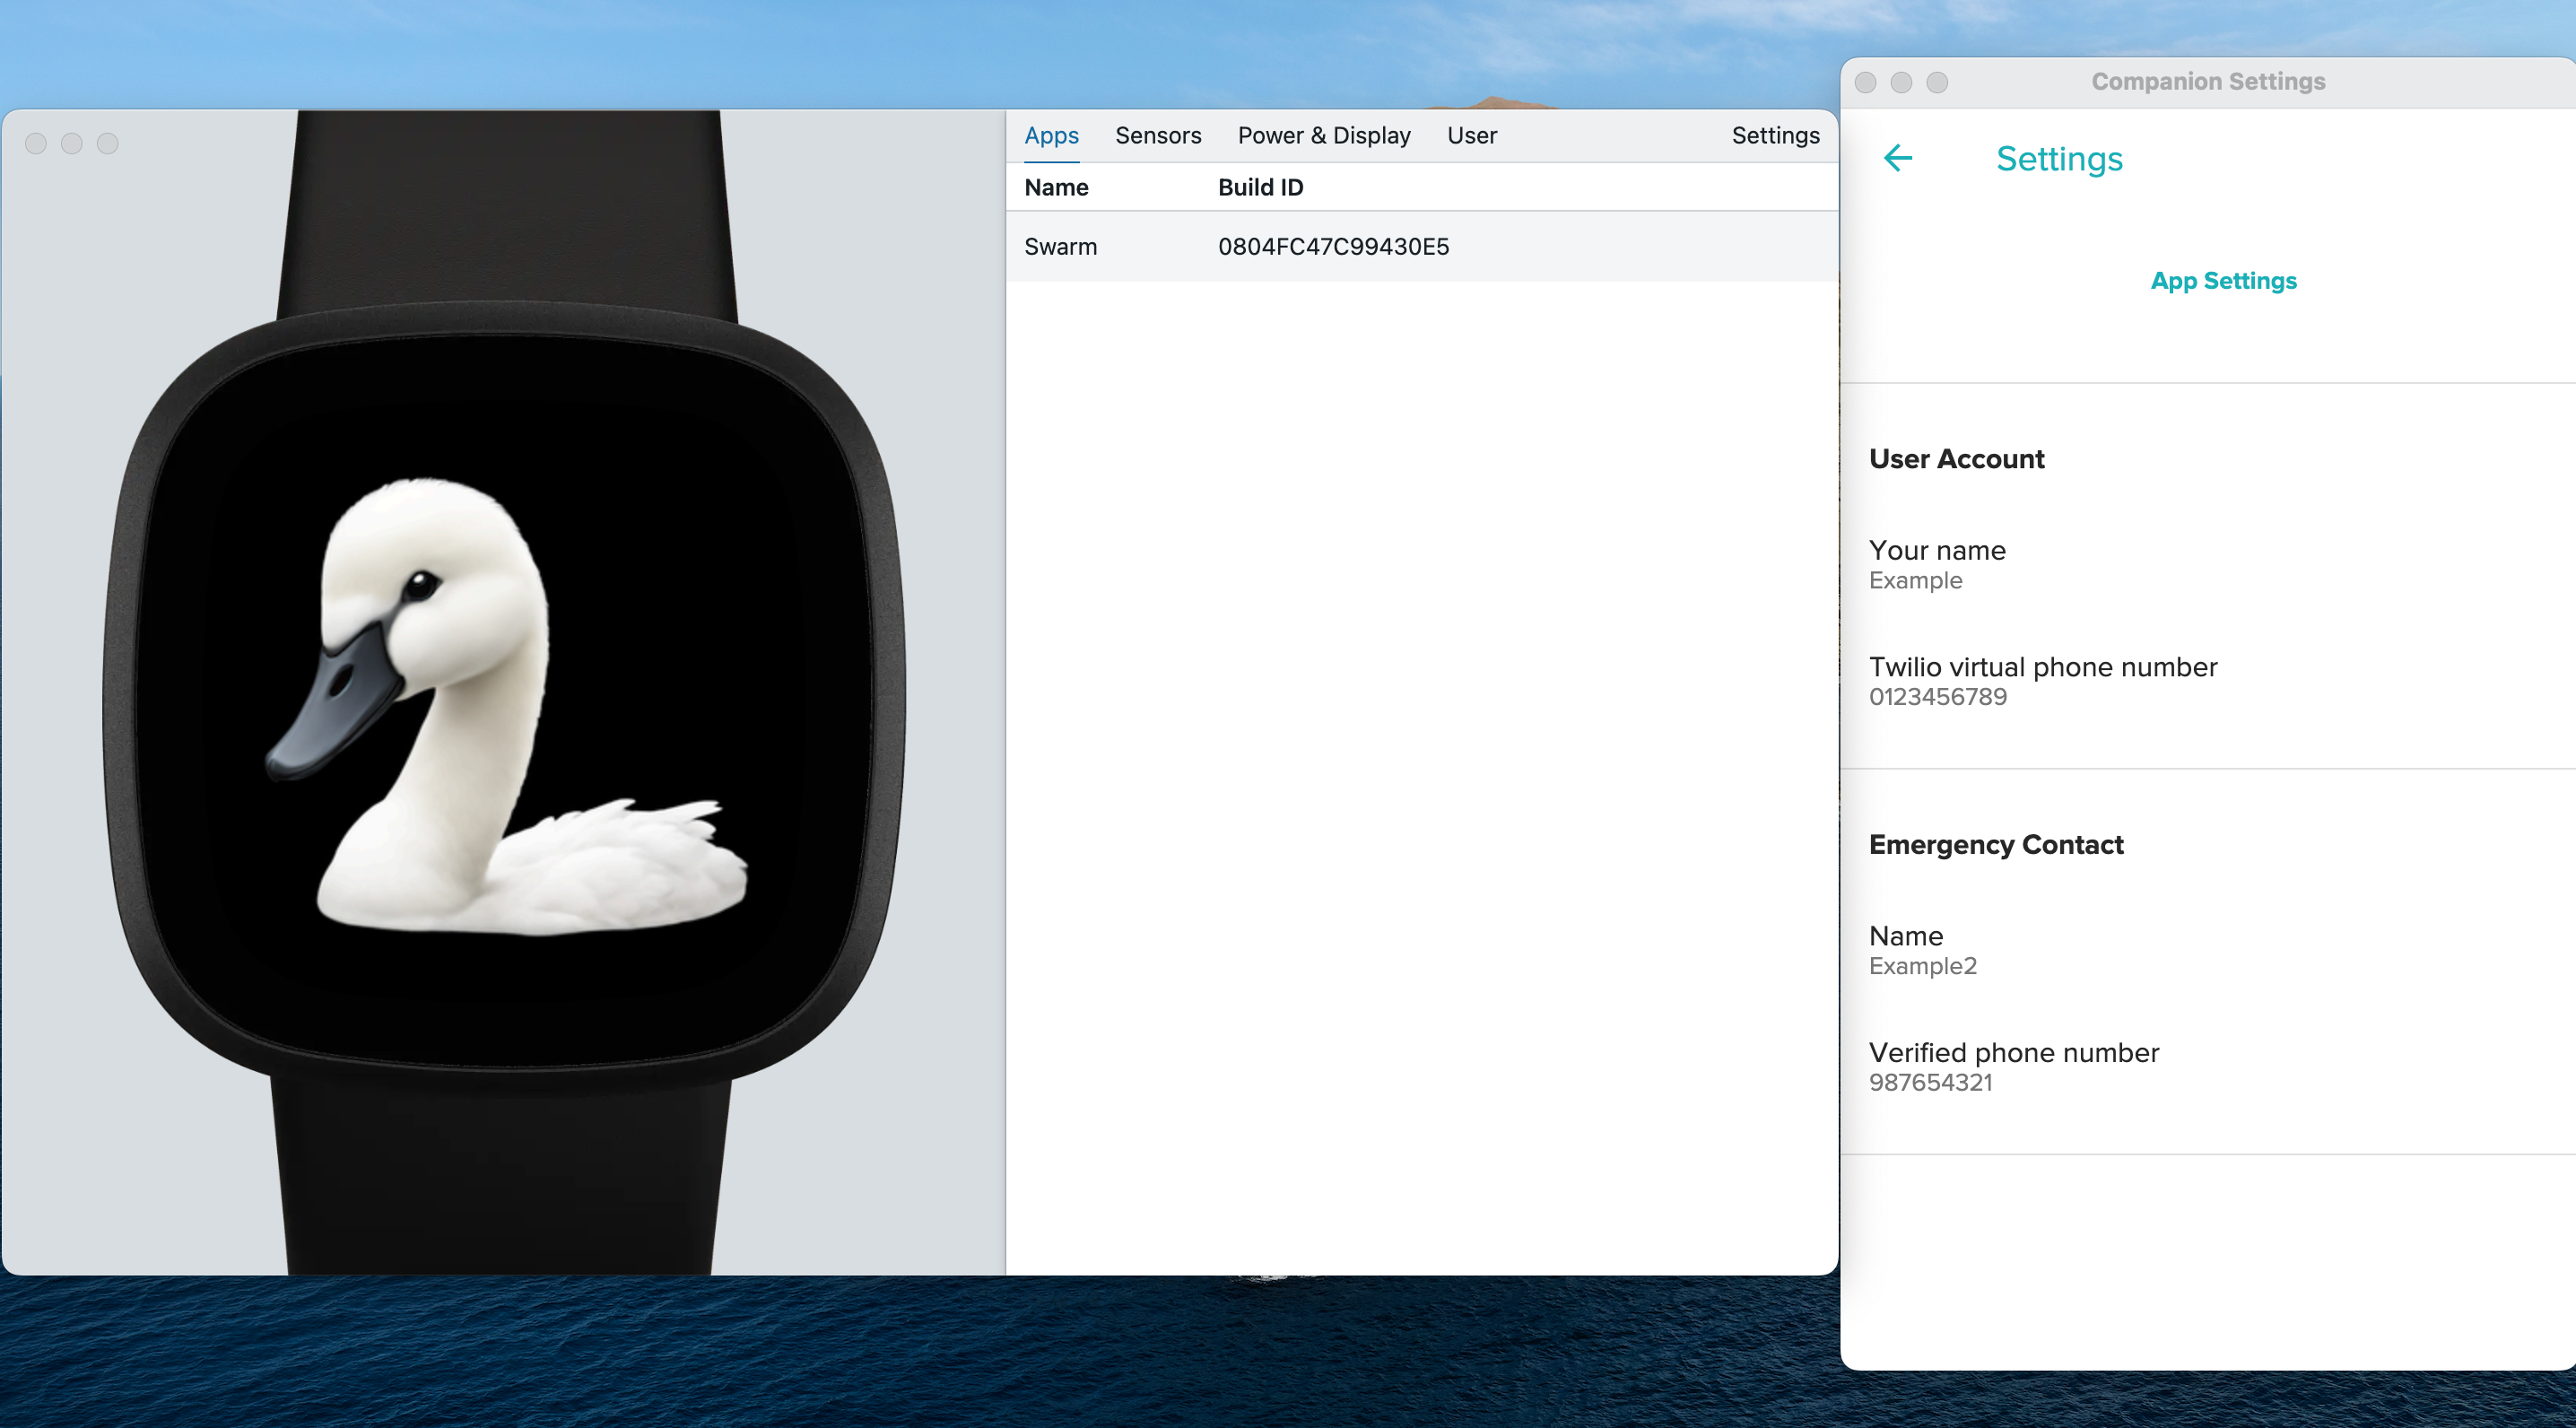 Apps Sensors Power & Display User Settings
Name Build ID
Swarm 0804FC47C99430E5
Companion Settings
Settings
App Settings
User Account
Your name
Example
Twilio virtual phone number
0123456789
Emergency Contact
Name
Example2
Verified phone number
987654321